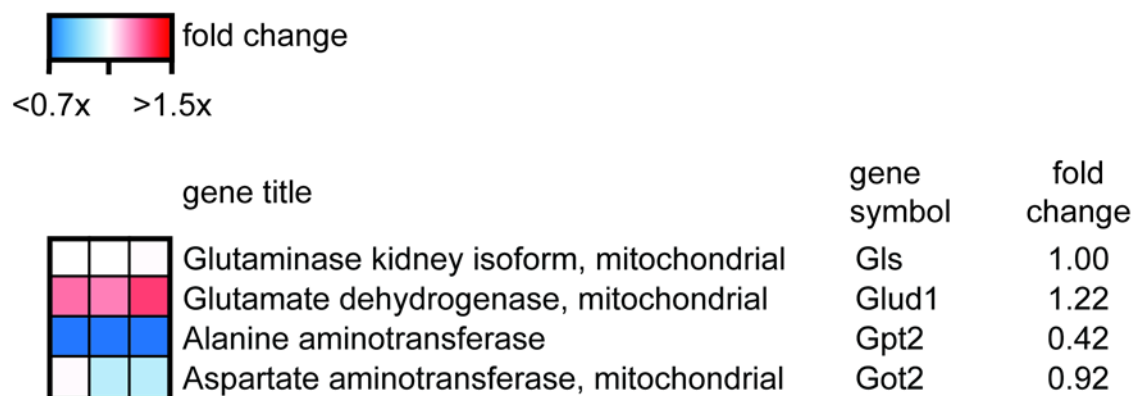 fold change
<0.7x >1.5x
gene title gene symbol fold change
Glutaminase kidney isoform, mitochondrial Gls 1.00
Glutamate dehydrogenase, mitochondrial Glud1 1.22
Alanine aminotransferase Gpt2 0.42
Aspartate aminotransferase, mitochondrial Got2 0.92